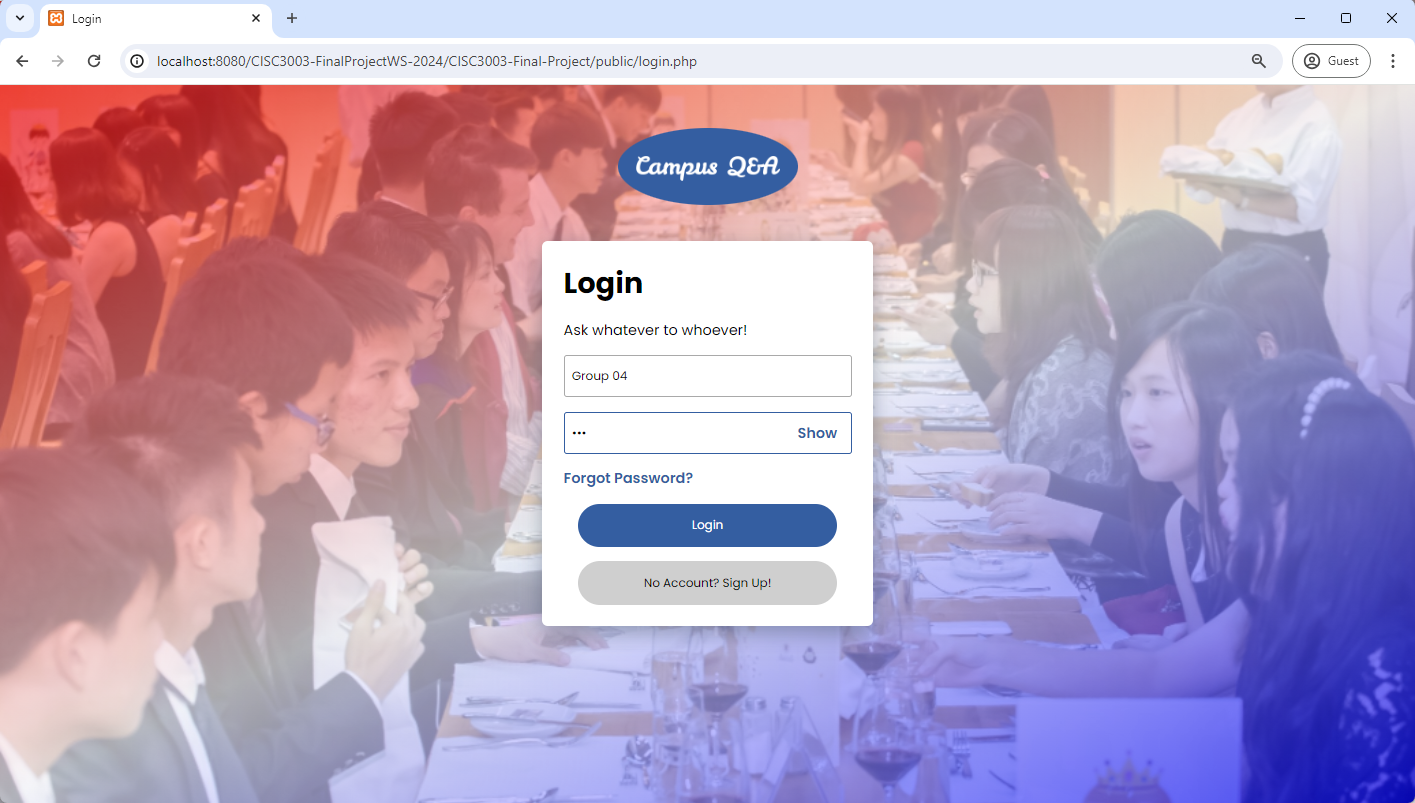 Login
localhost:8080/CISC3003-FinalProjectWS-2024/CISC3003-Final-Project/public/login.php
Guest
Campus Q&A
Login
Ask whatever to whoever!
Group 04
•••
Show
Forgot Password?
Login
No Account? Sign Up!